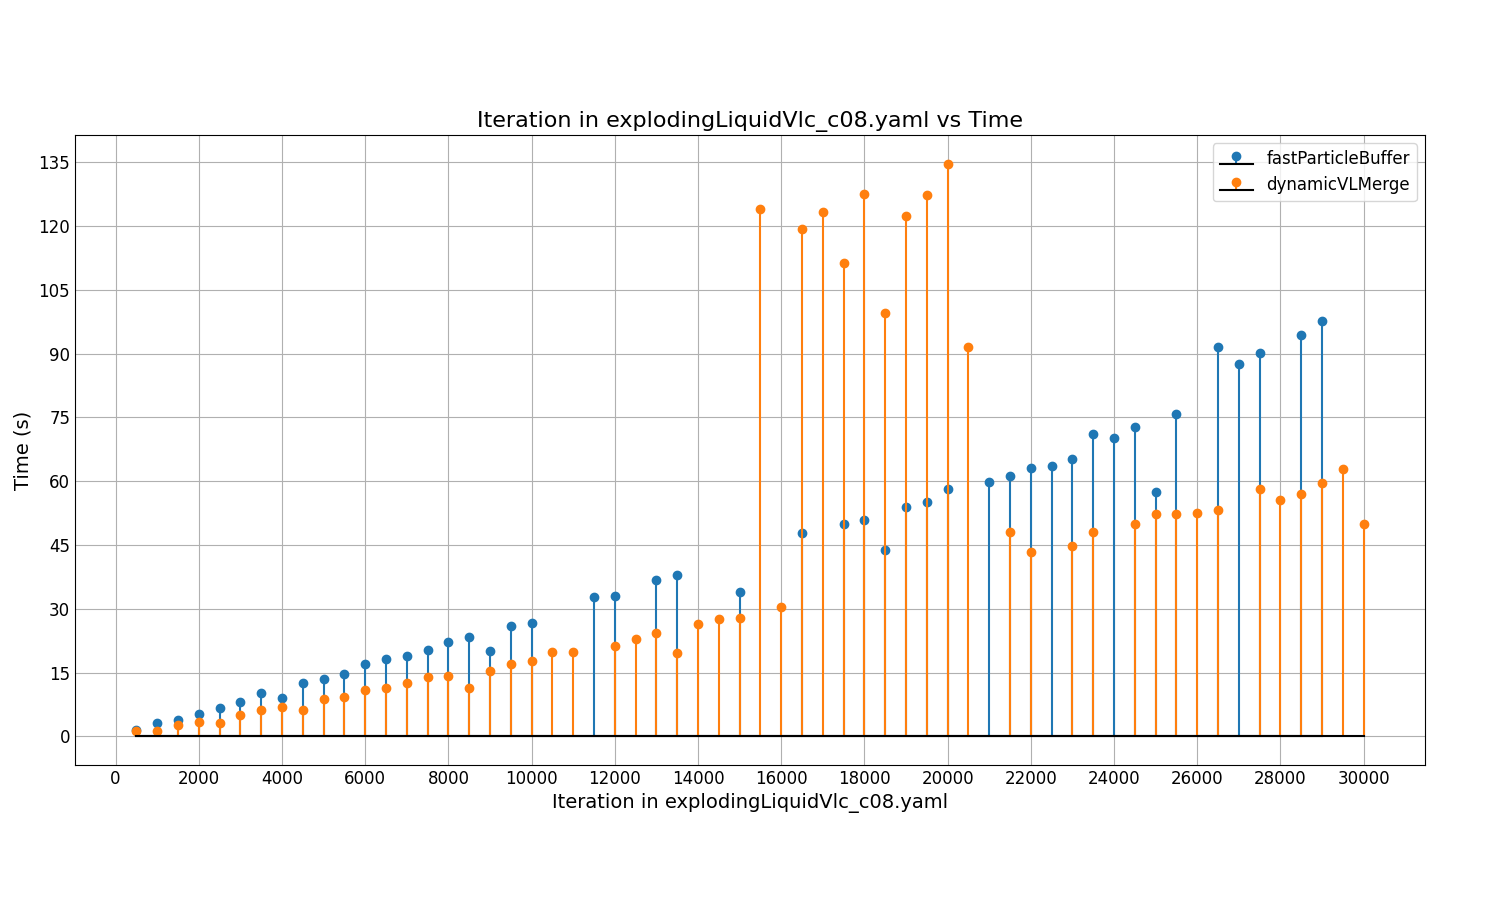 Iteration in explodingLiquidVlc_c08.yaml vs Time
fastParticleBuffer
dynamicVLMerge
Time (s)
135
120
105
90
75
60
45
30
15
0
0 2000 4000 6000 8000 10000 12000 14000 16000 18000 20000 22000 24000 26000 28000 30000
Iteration in explodingLiquidVlc_c08.yaml